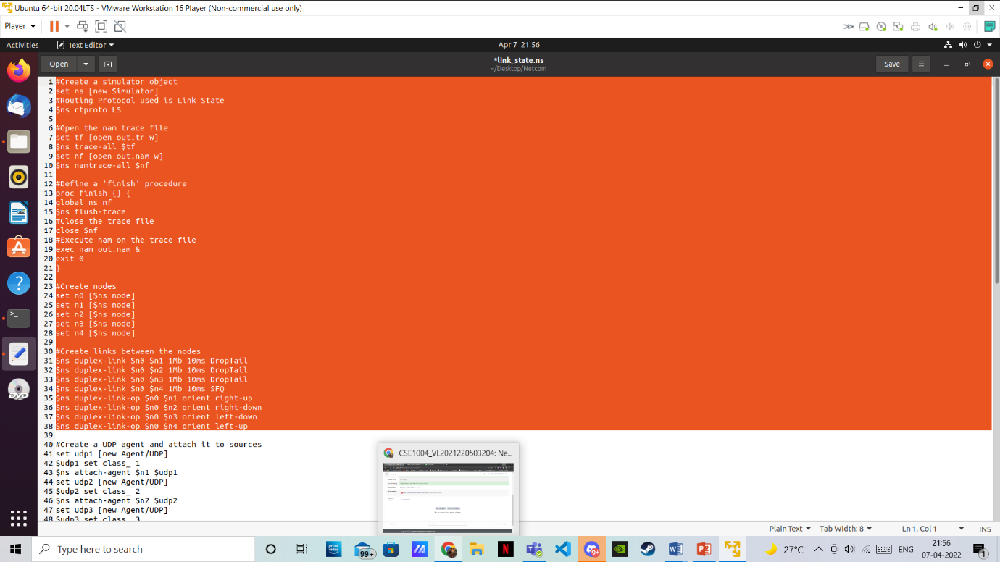 Ubuntu 64-bit 20.04LTS - VMware Workstation 16 Player (Non-commercial use only)
Player
Activities
Text Editor
Apr 7 21:56
Open
*link_state.ns
~/Desktop/Netcom
Save
1 #Create a simulator object
2 set ns [new Simulator]
3 #Routing Protocol used is Link State
4 $ns rtproto LS
5
6 #Open the nam trace file
7 set tf [open out.tr w]
8 $ns trace-all $tf
9 set nf [open out.nam w]
10 $ns namtrace-all $nf
11
12 #Define a 'finish' procedure
13 proc finish {} {
14 global ns nf
15 $ns flush-trace
16 #Close the trace file
17 close $nf
18 #Execute nam on the trace file
19 exec nam out.nam &
20 exit 0
21 }
22
23 #Create nodes
24 set n0 [$ns node]
25 set n1 [$ns node]
26 set n2 [$ns node]
27 set n3 [$ns node]
28 set n4 [$ns node]
29
30 #Create links between the nodes
31 $ns duplex-link $n0 $n1 1Mb 10ms DropTail
32 $ns duplex-link $n0 $n2 1Mb 10ms DropTail
33 $ns duplex-link $n0 $n3 1Mb 10ms DropTail
34 $ns duplex-link $n0 $n4 1Mb 10ms SFQ
35 $ns duplex-link-op $n0 $n1 orient right-up
36 $ns duplex-link-op $n0 $n2 orient right-down
37 $ns duplex-link-op $n0 $n3 orient left-down
38 $ns duplex-link-op $n0 $n4 orient left-up
39
40 #Create a UDP agent and attach it to sources
41 set udp1 [new Agent/UDP]
42 $udp1 set class_ 1
43 $ns attach-agent $n1 $udp1
44 set udp2 [new Agent/UDP]
45 $udp2 set class_ 2
46 $ns attach-agent $n2 $udp2
47 set udp3 [new Agent/UDP]
48 $udp3 set class_ 3
CSE1004_VL2021220503204: Ne...
Plain Text
Tab Width: 8
Ln 1, Col 1
INS
Type here to search
prime video
99+
9+
27°C
ENG
21:56
07-04-2022
1